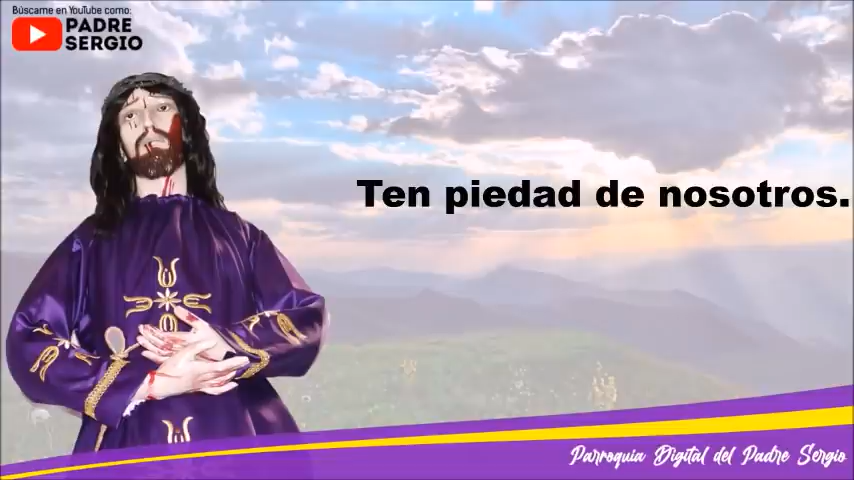 Búscame en YouTube como:
PADRE
SERGIO
Ten piedad de nosotros.
Parroquia Digital del Padre Sergio